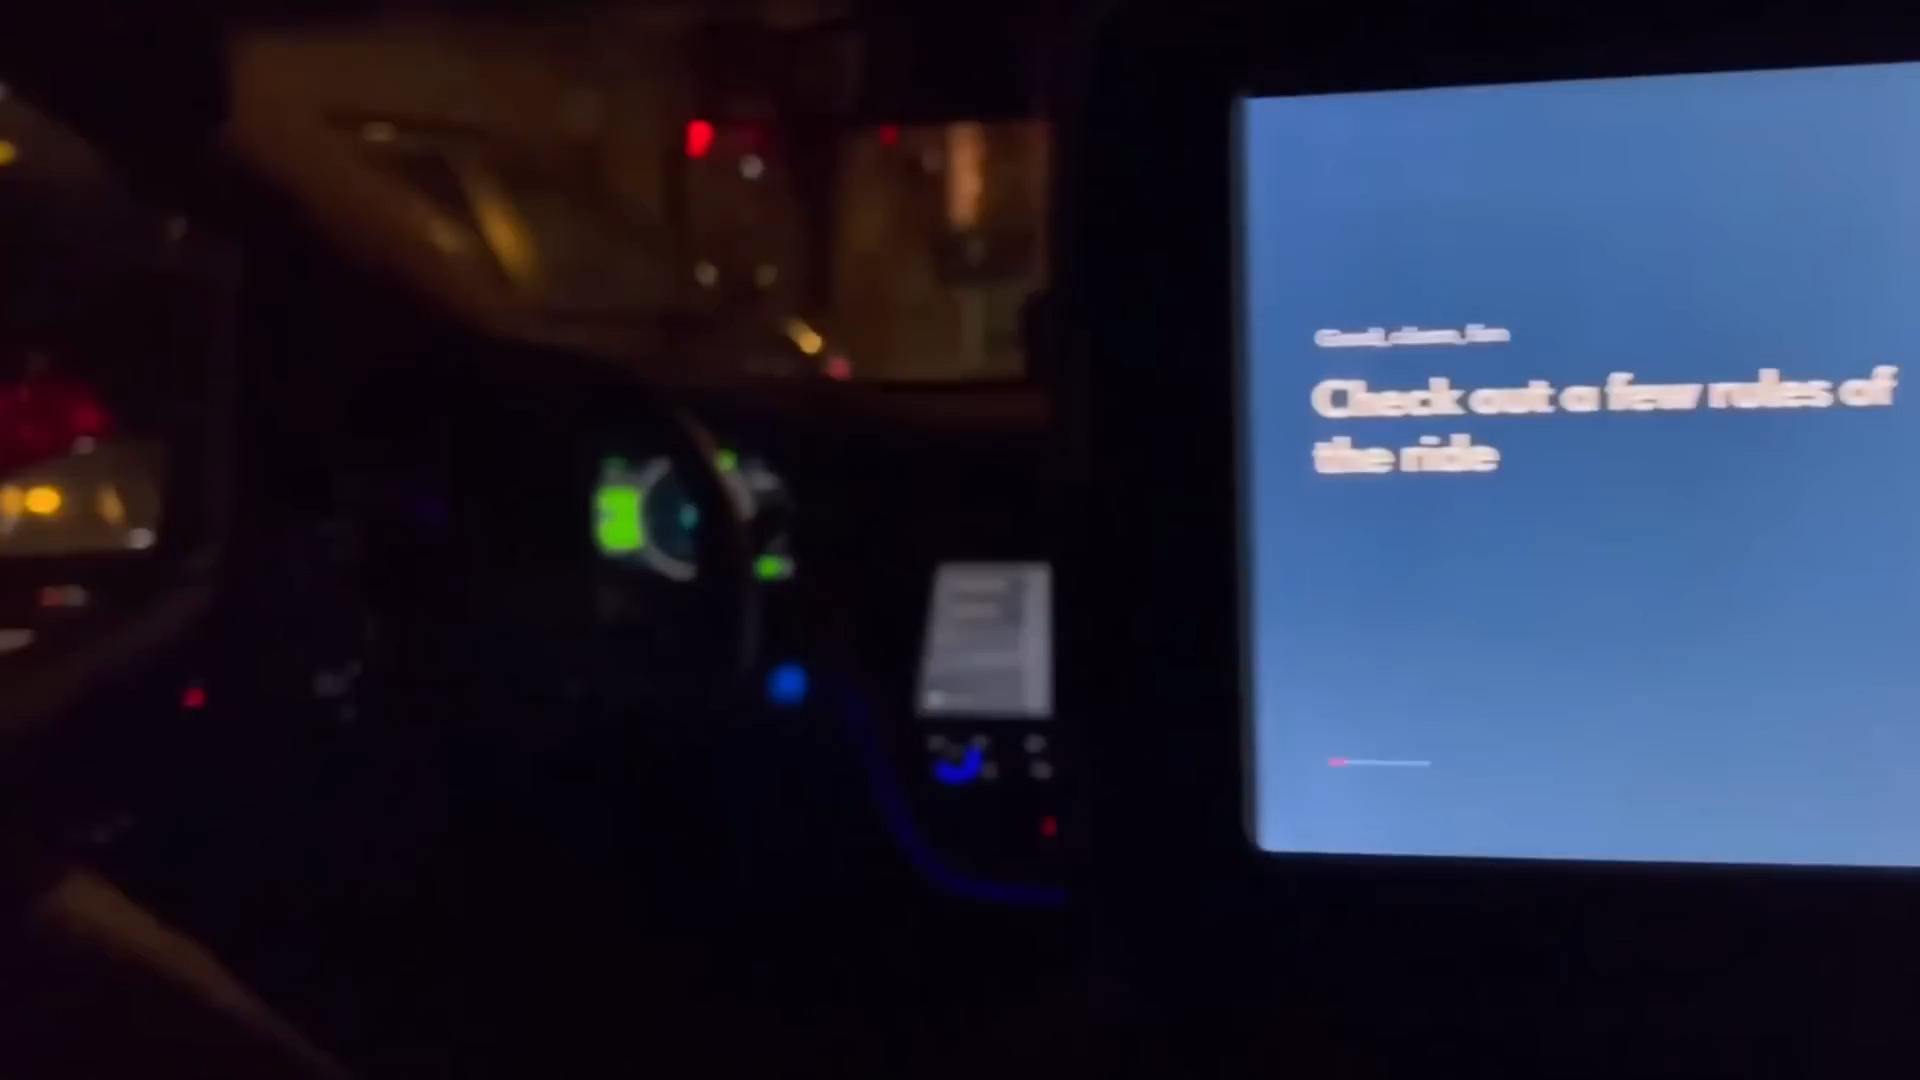 Check out a few rules of
the ride